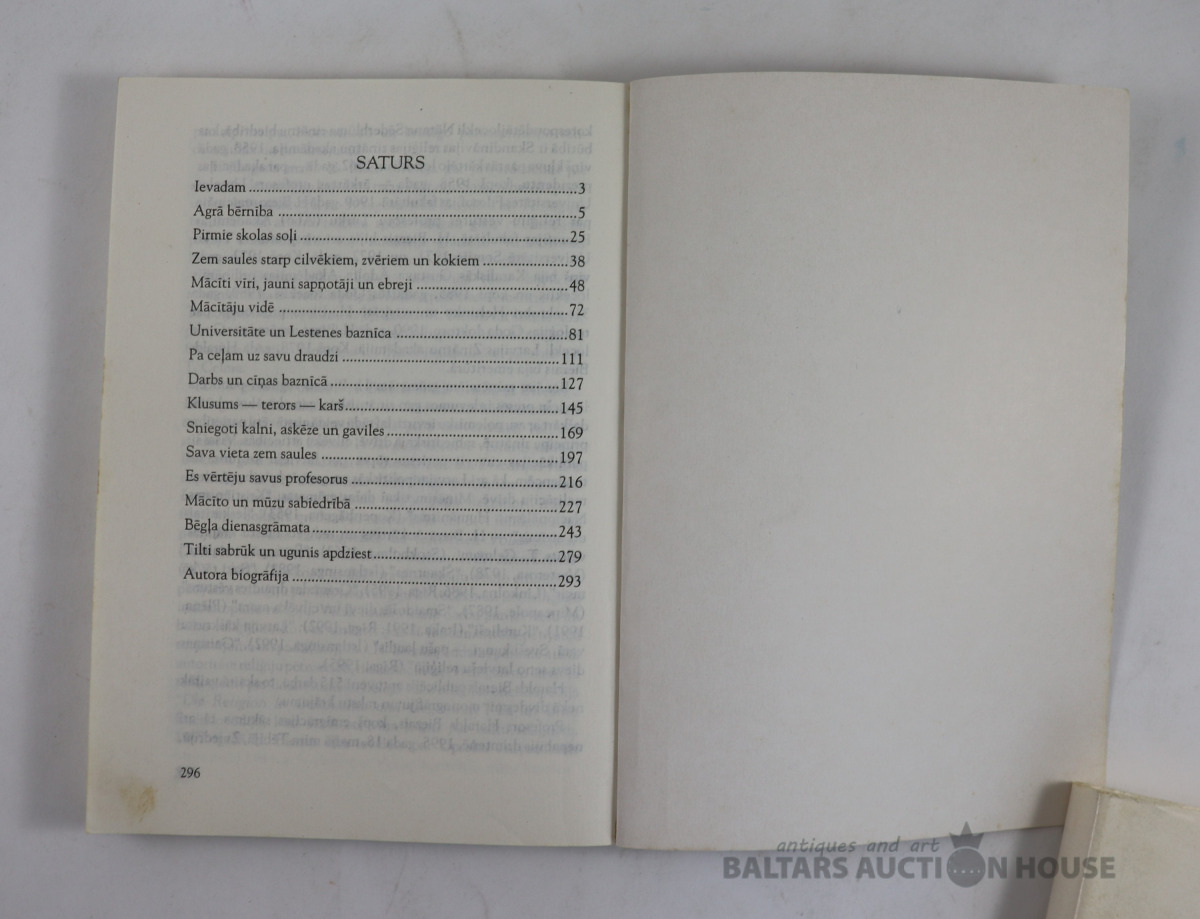 SATURS
Ievadam ........ 3
Agrā bērnība ........ 5
Pirmie skolas soļi ........ 25
Zem saules starp cilvēkiem, zvēriem un kokiem ........ 38
Mācīti vīri, jauni sapņotāji un ebreji ........ 48
Mācītāju vidē ........ 72
Universitāte un Lestenes baznīca ........ 81
Pa ceļam uz savu draudzi ........ 111
Darbs un cīņas baznīcā ........ 127
Klusums — terors — karš ........ 145
Sniegoti kalni, askēze un gaviles ........ 169
Sava vieta zem saules ........ 197
Es vērtēju savus profesorus ........ 216
Mācīto un mūzu sabiedrībā ........ 227
Bēgļa dienasgrāmata ........ 243
Tilti sabrūk un ugunis apdziest ........ 279
Autora biogrāfija ........ 293
296
antiques and art
BALTARS AUCTION HOUSE